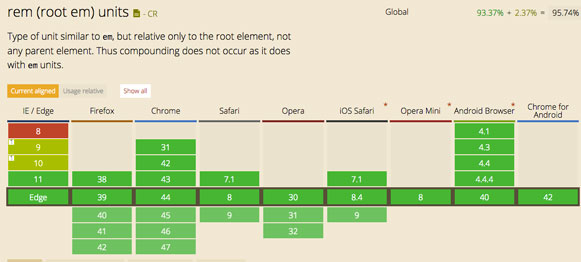 rem (root em) units - CR
Global 93.37% + 2.37% = 95.74%
Type of unit similar to em, but relative only to the root element, not
any parent element. Thus compounding does not occur as it does
with em units.
Current aligned Usage relative Show all
IE / Edge Firefox Chrome Safari Opera iOS Safari * Opera Mini * Android Browser * Chrome for
Android
8 4.1
9 31 4.3
10 42 4.4
11 38 43 7.1 7.1 4.4.4
Edge 39 44 8 30 8.4 8 40 42
40 45 9 31 9
41 46 32
42 47